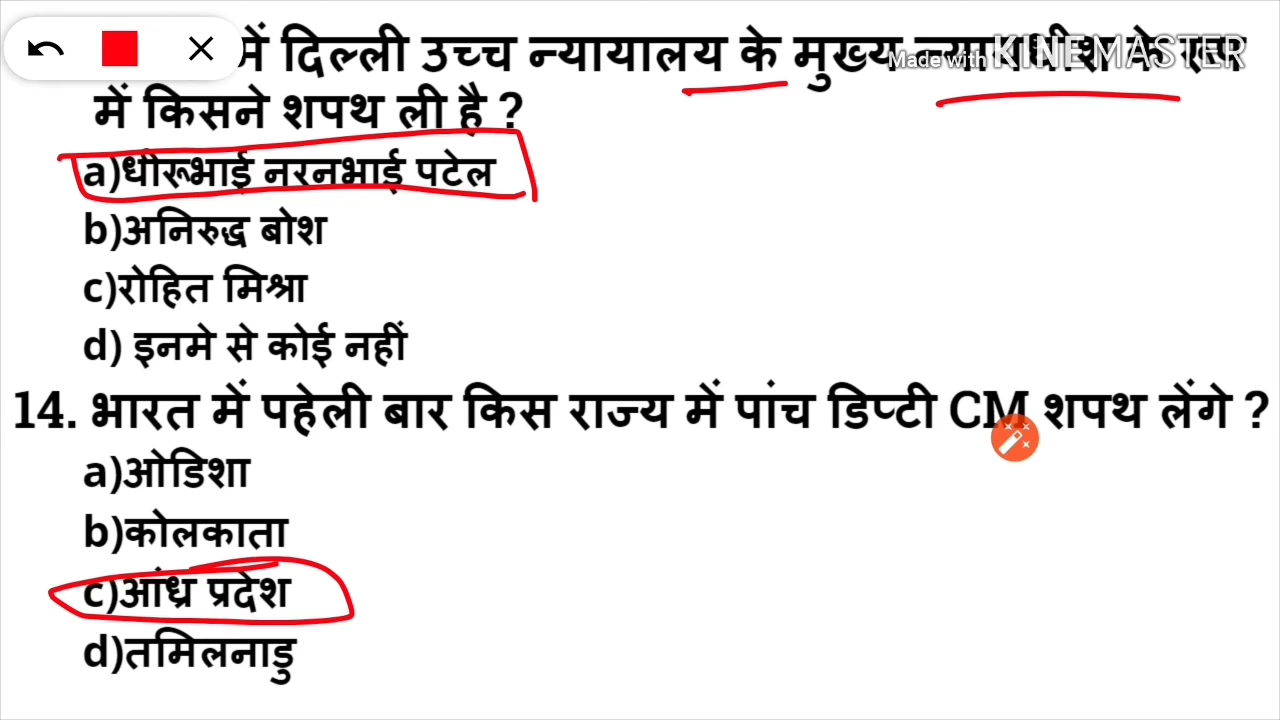 में दिल्ली उच्च न्यायालय के मुख्य न्यायाधीश के रूप
Made with KINEMASTER
में किसने शपथ ली है ?
a)धीरूभाई नरनभाई पटेल
b)अनिरुद्ध बोश
c)रोहित मिश्रा
d) इनमे से कोई नहीं
14. भारत में पहेली बार किस राज्य में पांच डिप्टी CM शपथ लेंगे ?
a)ओडिशा
b)कोलकाता
c)आंध्र प्रदेश
d)तमिलनाडु